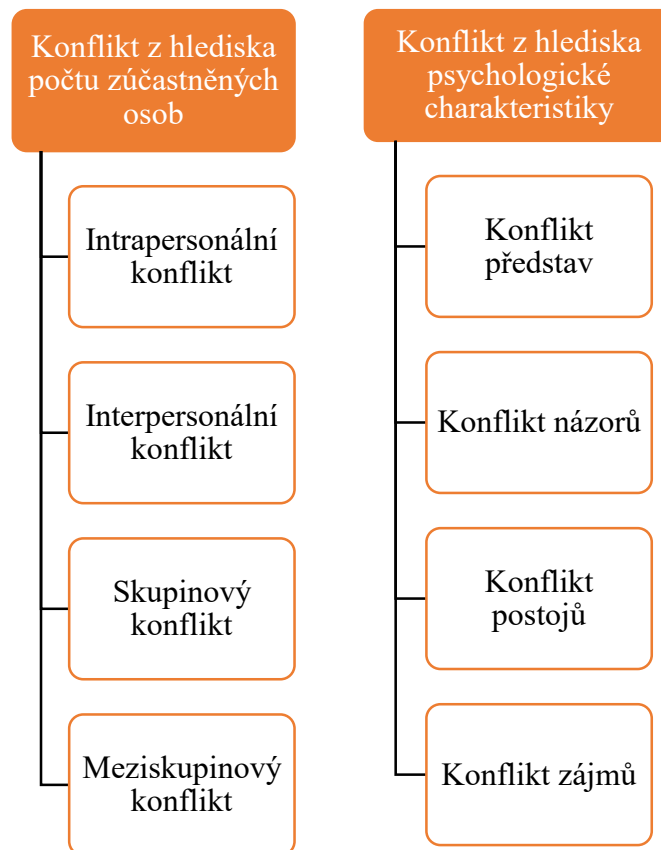 Konflikt z hlediska
počtu zúčastněných
osob
Intrapersonální
konflikt
Interpersonální
konflikt
Skupinový
konflikt
Meziskupinový
konflikt
Konflikt z hlediska
psychologické
charakteristiky
Konflikt
představ
Konflikt názorů
Konflikt
postojů
Konflikt zájmů